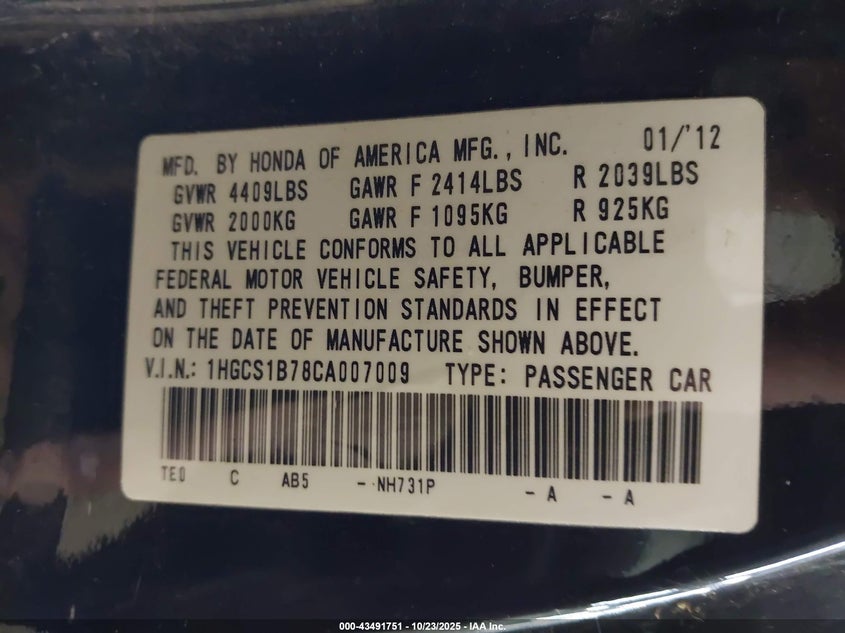 MFD. BY HONDA OF AMERICA MFG., INC. 01/'12
GVWR 4409LBS GAWR F 2414LBS R 2039LBS
GVWR 2000KG GAWR F 1095KG R 925KG
THIS VEHICLE CONFORMS TO ALL APPLICABLE
FEDERAL MOTOR VEHICLE SAFETY, BUMPER,
AND THEFT PREVENTION STANDARDS IN EFFECT
ON THE DATE OF MANUFACTURE SHOWN ABOVE.
V.I.N.: 1HGCS1B78CA007009 TYPE: PASSENGER CAR
TE0 C AB5 - NH731P - A - A
000-43491751 - 10/23/2025 - IAA Inc.